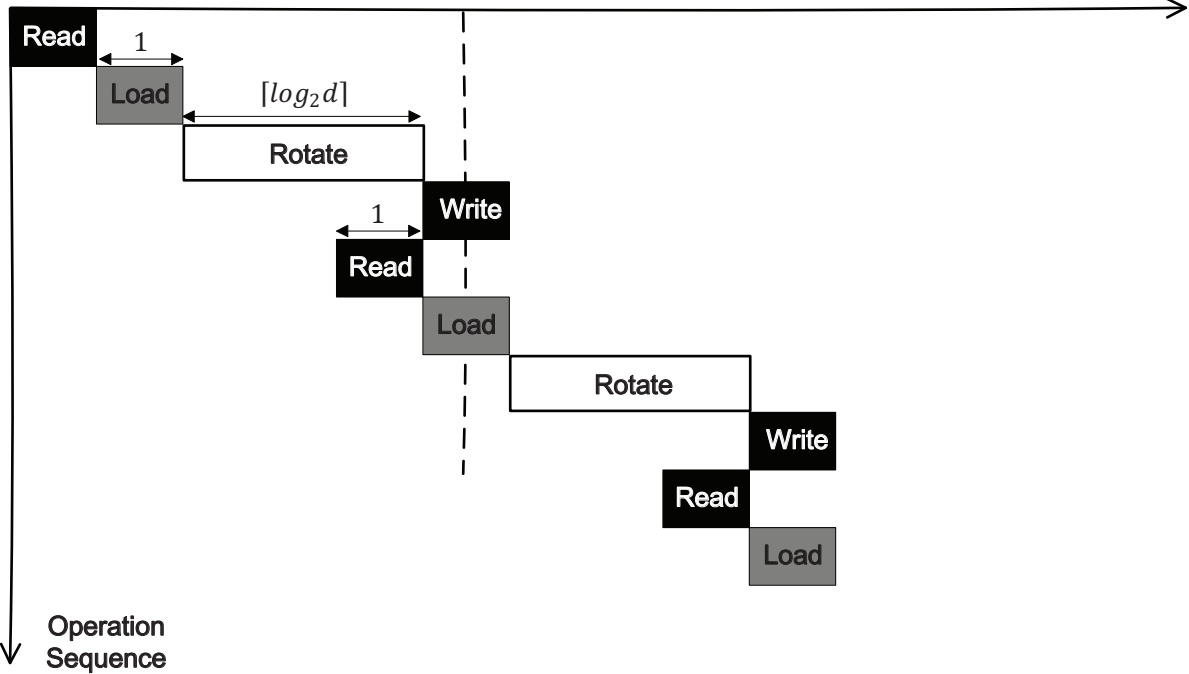 Read
1
Load
⌈log₂d⌉
Rotate
Write
1
Read
Load
Rotate
Write
Read
Load
Operation
Sequence